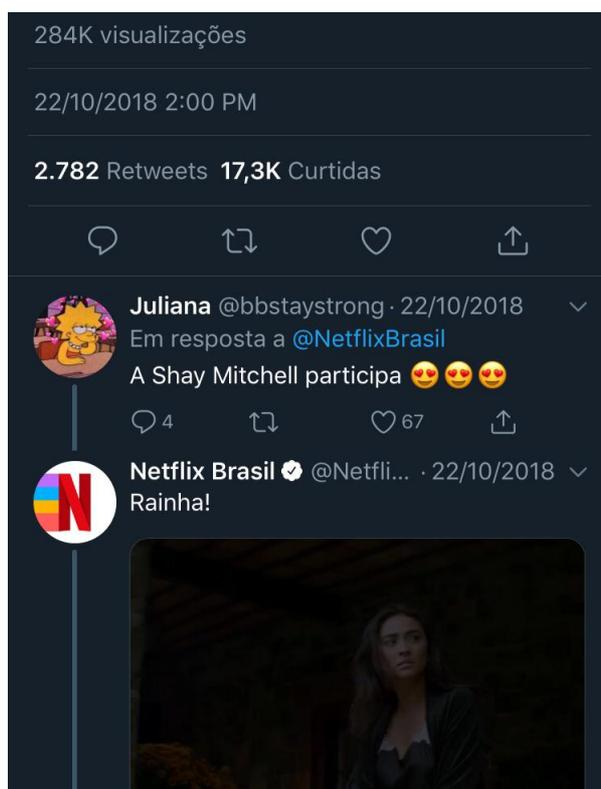 284K visualizações
22/10/2018 2:00 PM
2.782 Retweets 17,3K Curtidas
Juliana @bbstaystrong · 22/10/2018
Em resposta a @NetflixBrasil
A Shay Mitchell participa 😍😍😍
4 67
Netflix Brasil @Netfli... · 22/10/2018
Rainha!